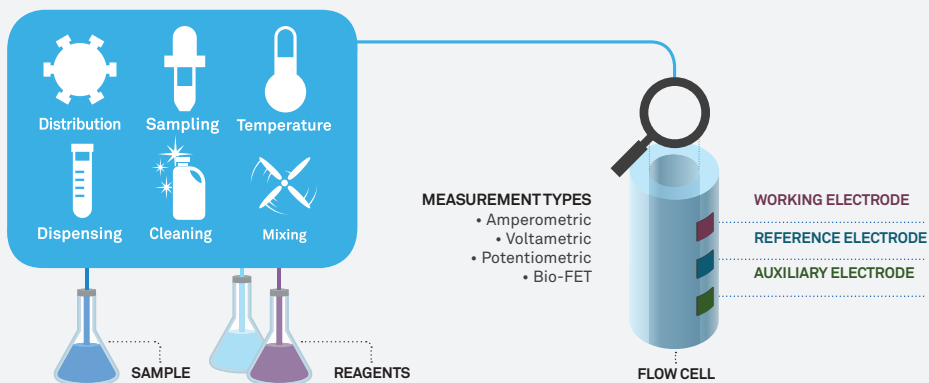 Distribution
Sampling
Temperature
Dispensing
Cleaning
Mixing
SAMPLE
REAGENTS
MEASUREMENT TYPES
• Amperometric
• Voltametric
• Potentiometric
• Bio-FET
WORKING ELECTRODE
REFERENCE ELECTRODE
AUXILIARY ELECTRODE
FLOW CELL